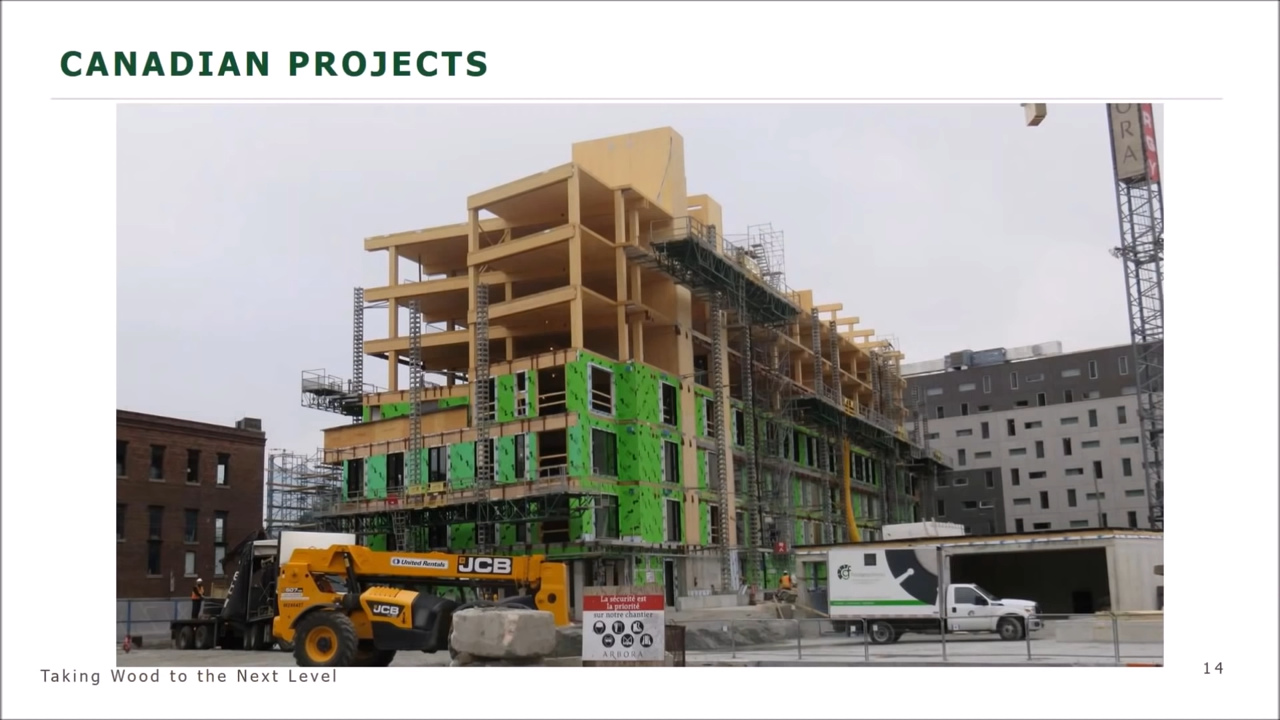 CANADIAN PROJECTS
ORA
United Rentals
JCB
JCB
La sécurité est
la priorité
sur notre chantier
ARBORA
Taking Wood to the Next Level
14